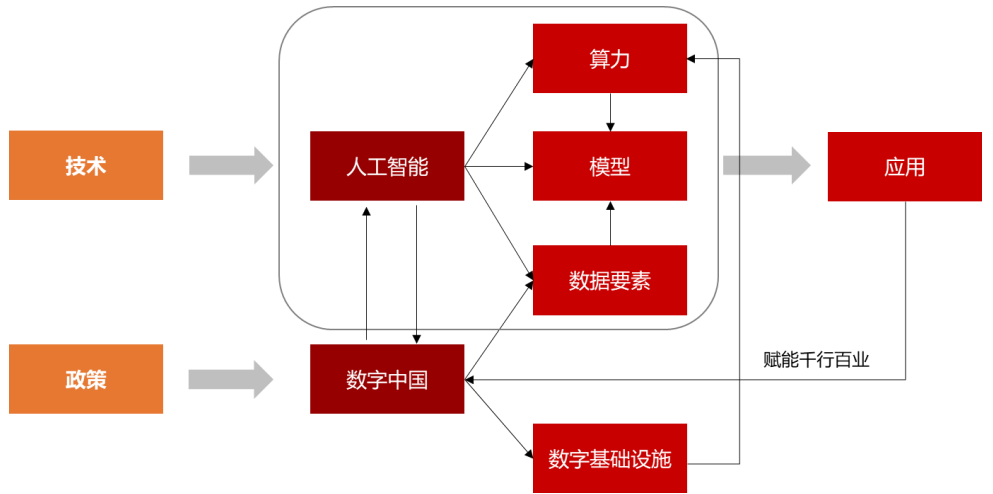 算力
技术
人工智能
模型
应用
数据要素
政策
数字中国
赋能千行百业
数字基础设施